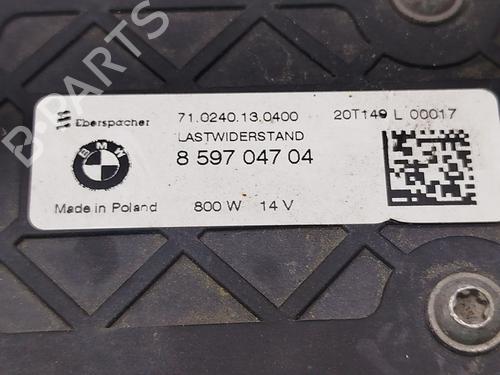 B-PARTS
Eberspächer
71.0240.13.0400
20T149 L 00017
LASTWIDERSTAND
BMW
8 597 047 04
Made in Poland
800 W 14 V